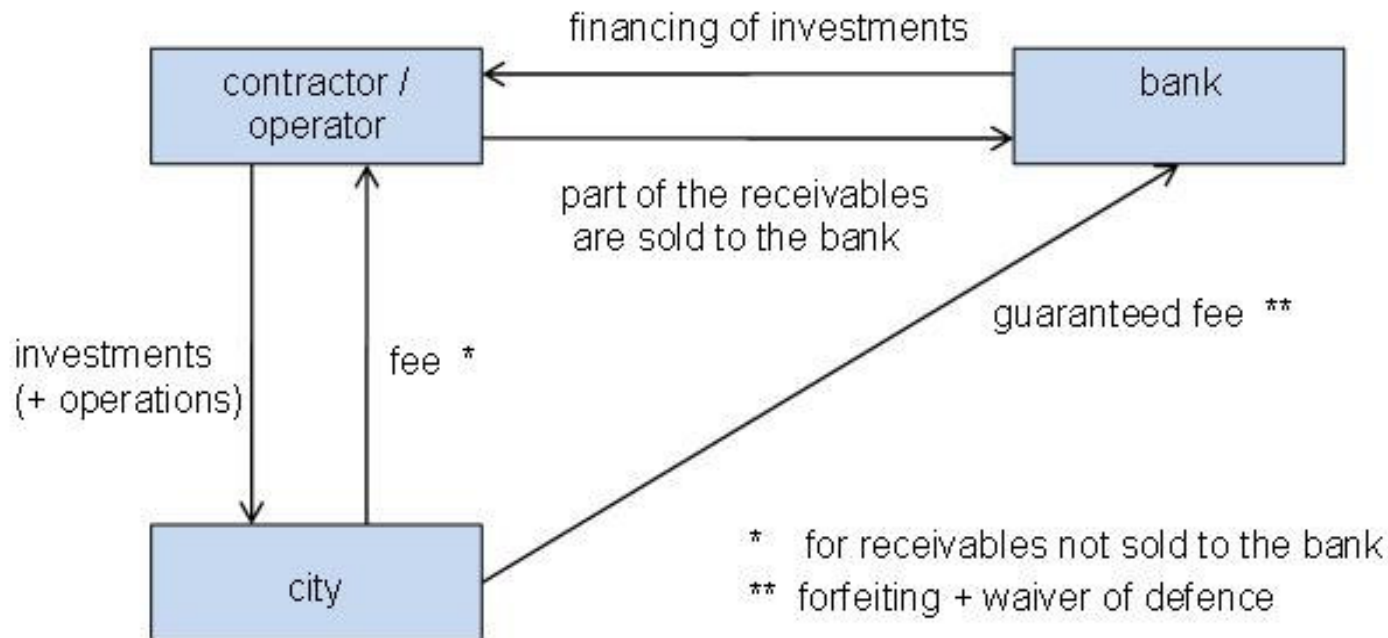 financing of investments
contractor /
operator
bank
part of the receivables
are sold to the bank
guaranteed fee **
investments
(+ operations)
fee *
city
* for receivables not sold to the bank
** forfeiting + waiver of defence